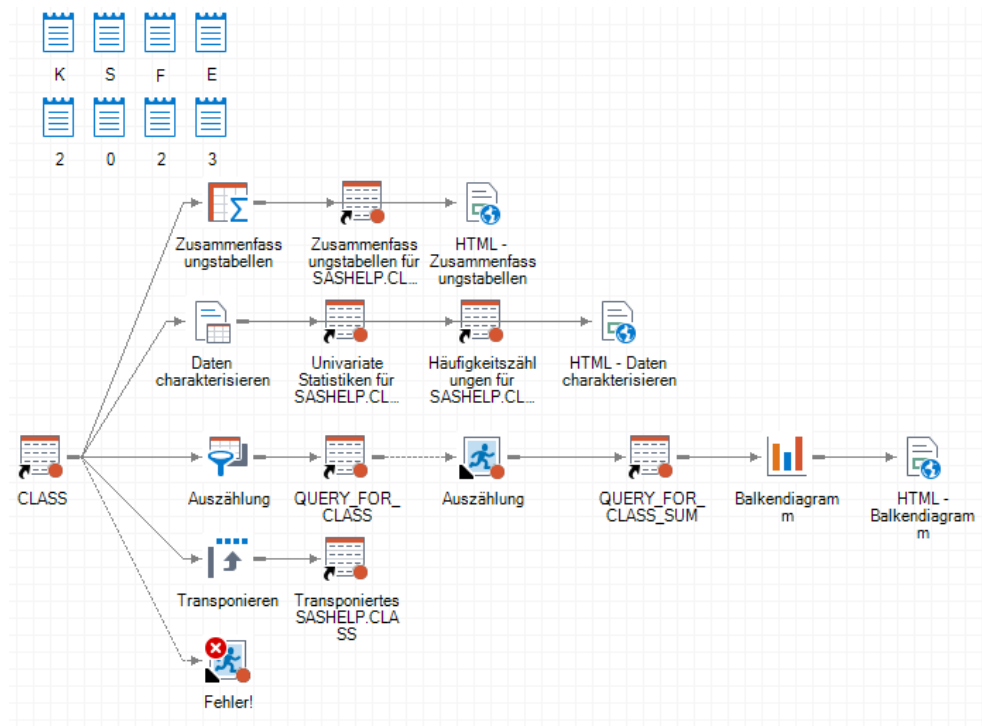 K S F E
2 0 2 3
Zusammenfass
ungstabellen
Zusammenfass
ungstabellen für
SASHELP.CL...
HTML -
Zusammenfass
ungstabellen
Daten
charakterisieren
Univariate
Statistiken für
SASHELP.CL...
Häufigkeitszähl
ungen für
SASHELP.CL...
HTML - Daten
charakterisieren
CLASS
Auszählung
QUERY_FOR_
CLASS
Auszählung
QUERY_FOR_
CLASS_SUM
Balkendiagram
m
HTML -
Balkendiagram
m
Transponieren
Transponiertes
SASHELP.CLA
SS
Fehler!